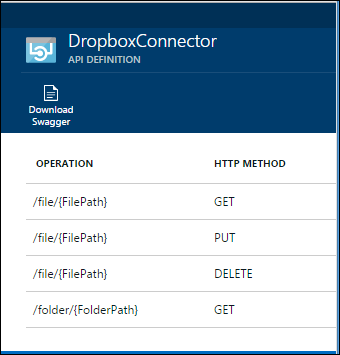 DropboxConnector
API DEFINITION
Download
Swagger
OPERATION HTTP METHOD
/file/{FilePath} GET
/file/{FilePath} PUT
/file/{FilePath} DELETE
/folder/{FolderPath} GET